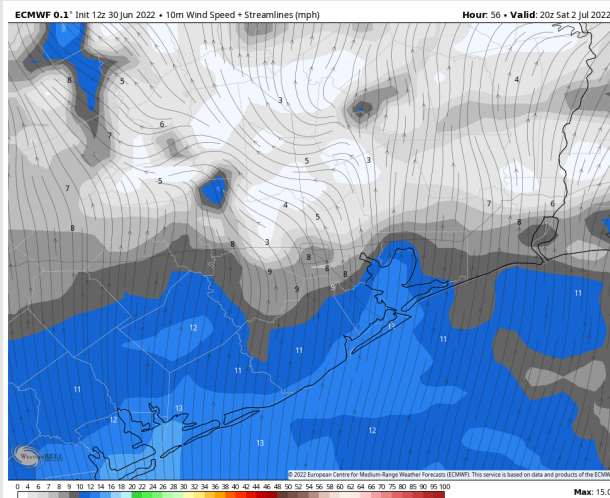 ECMWF 0.1° Init 12z 30 Jun 2022 • 10m Wind Speed + Streamlines (mph)
Hour: 56 • Valid: 20z Sat 2 Jul 2022
8 5 4
3
7 6
5 3
7 5
4 5 7 6
8 8
8 3 8
9 8 8
9 9
11
12 13
11 11
11
11
12 13
13 12
WeatherBELL
© 2022 European Centre for Medium-Range Weather Forecasts (ECMWF). This service is based on data and products of the ECMW
0 4 6 7 8 9 10 12 14 16 18 20 22 24 26 28 30 32 34 36 38 40 42 44 46 48 50 52 54 56 58 60 62 64 66 70 75 80 85 90 95 100
Max: 15.0